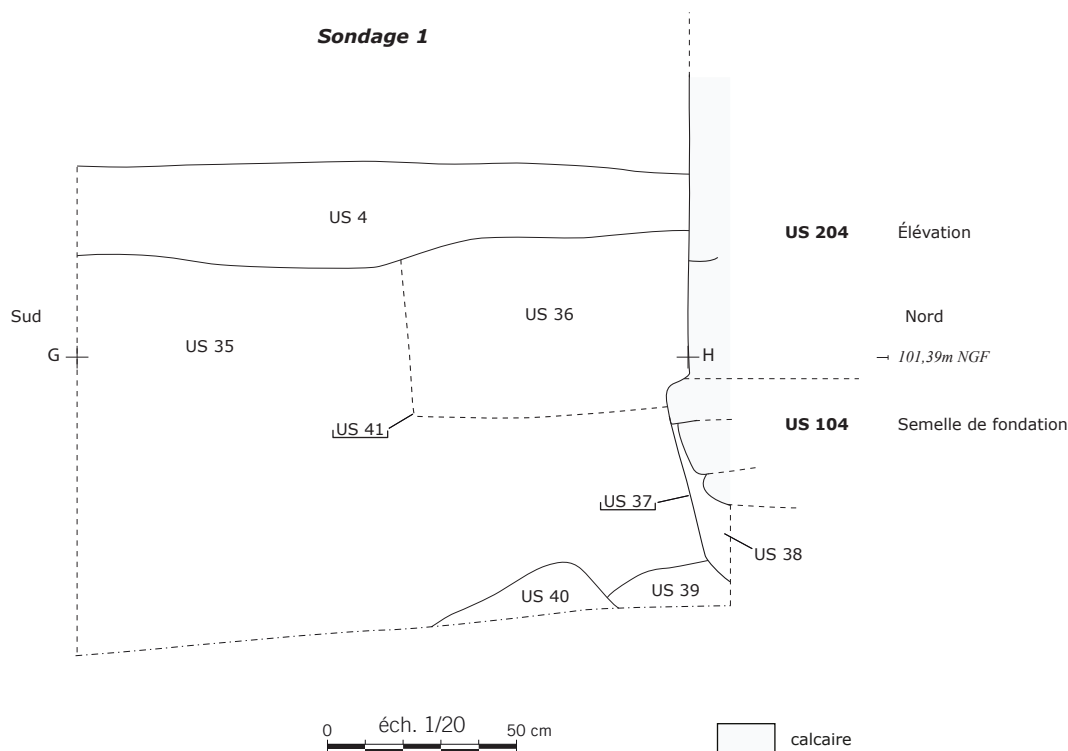 Sondage 1
US 4
US 204 Élévation
Sud
US 36
Nord
US 35
G
H
101,39m NGF
US 41
US 104 Semelle de fondation
US 37
US 38
US 40
US 39
0 éch. 1/20 50 cm
calcaire